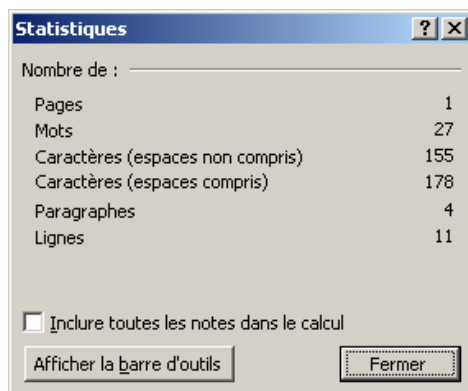 Statistiques
Nombre de :
Pages 1
Mots 27
Caractères (espaces non compris) 155
Caractères (espaces compris) 178
Paragraphes 4
Lignes 11
Inclure toutes les notes dans le calcul
Afficher la barre d'outils Fermer